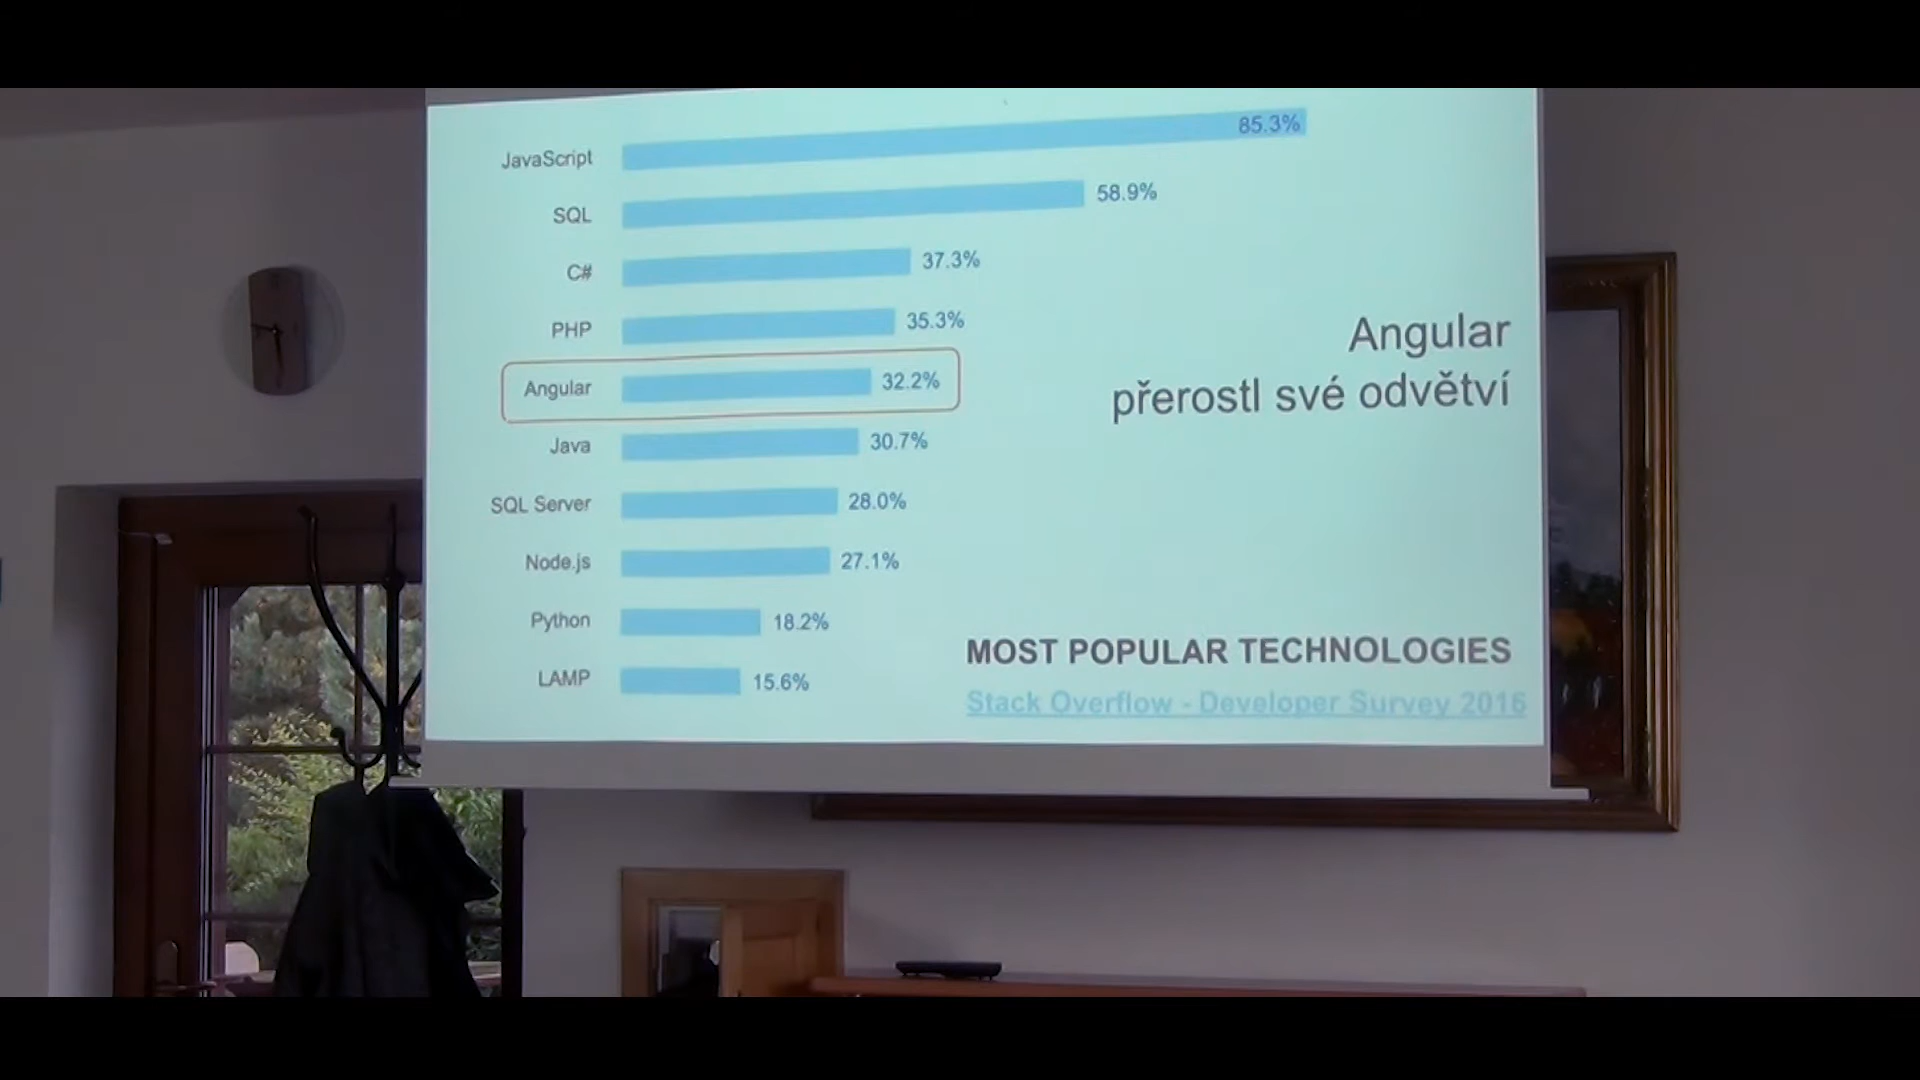 JavaScript 85.3%
SQL 58.9%
C# 37.3%
PHP 35.3%
Angular 32.2%
Java 30.7%
SQL Server 28.0%
Node.js 27.1%
Python 18.2%
LAMP 15.6%
Angular
přerostl své odvětví
MOST POPULAR TECHNOLOGIES
Stack Overflow - Developer Survey 2016